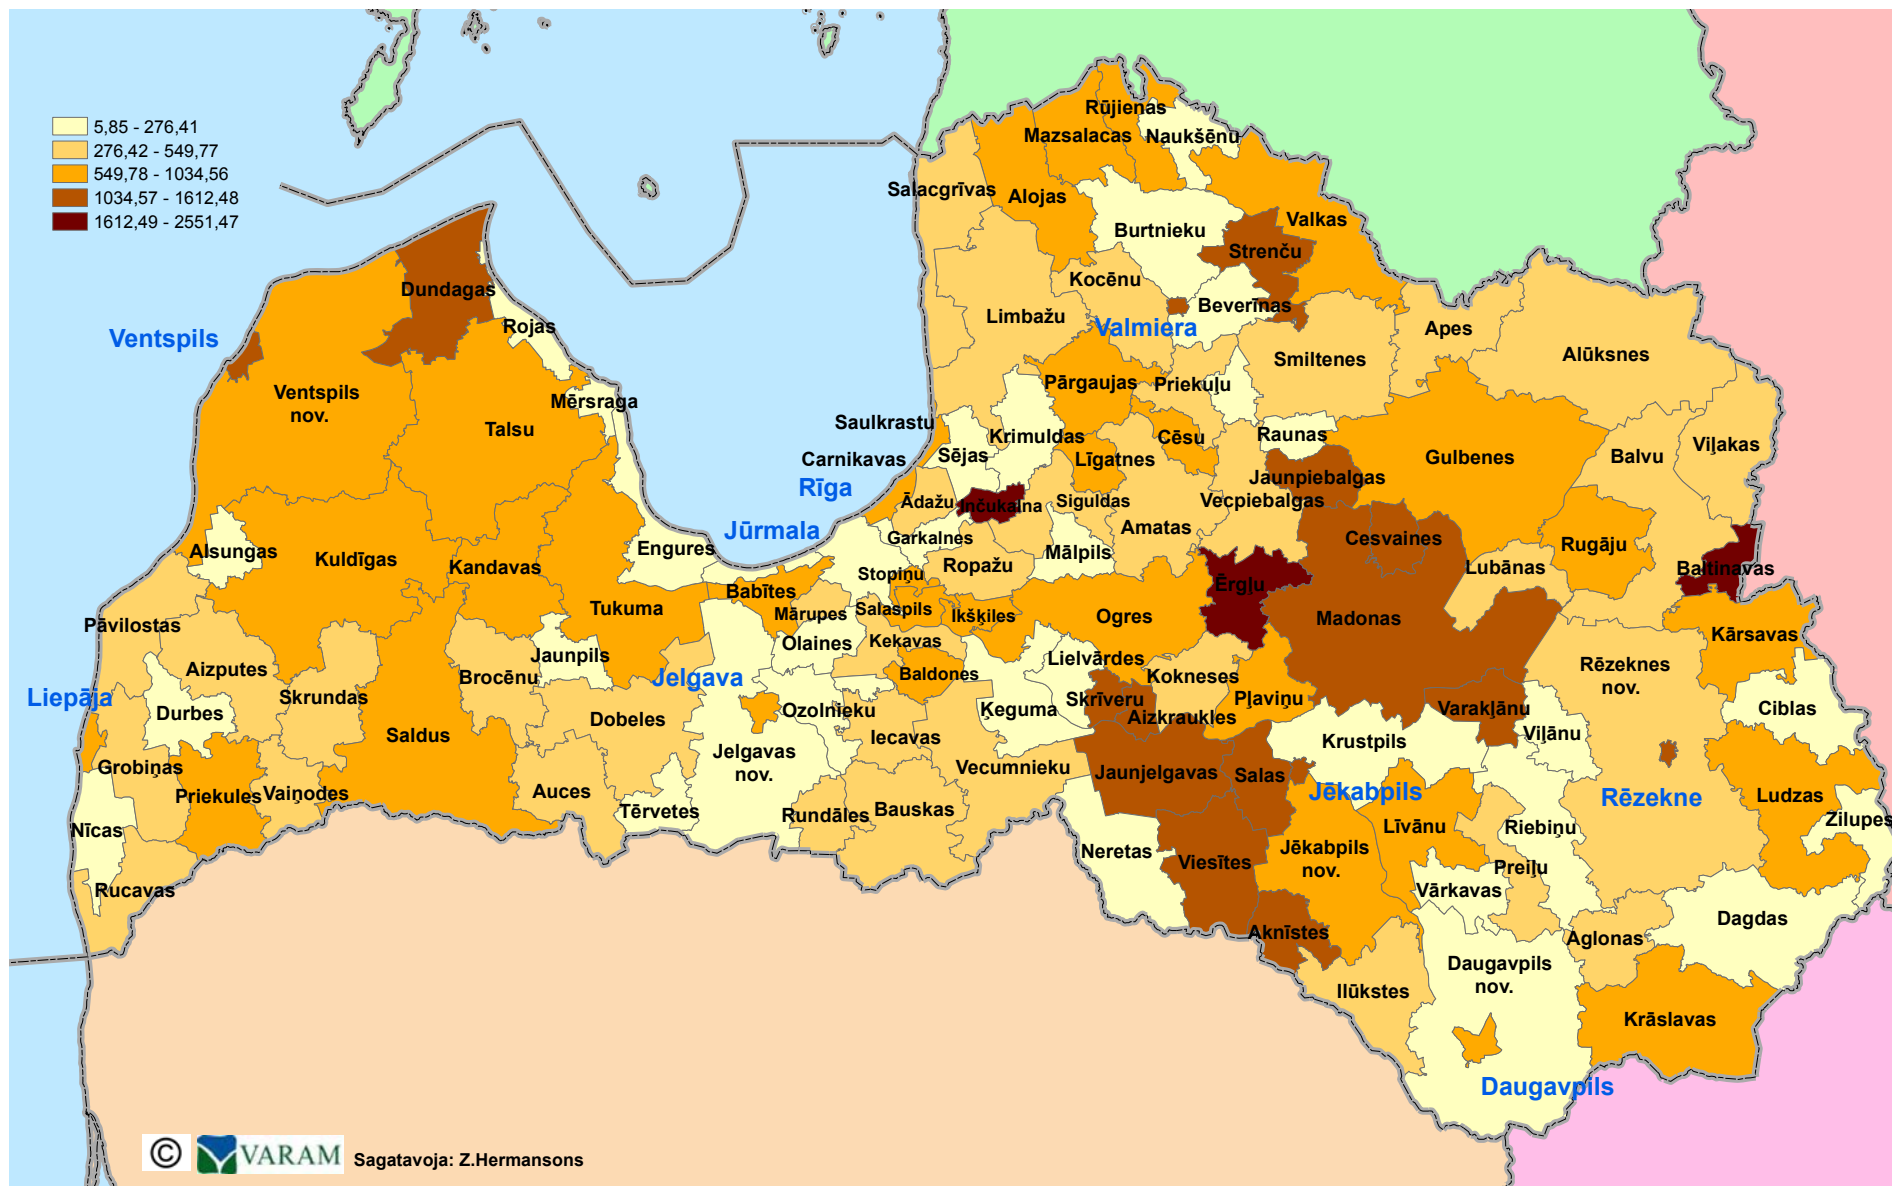 5,85 - 276,41
276,42 - 549,77
549,78 - 1034,56
1034,57 - 1612,48
1612,49 - 2551,47
Rūjienas
Mazsalacas
Naukšēnu
Salacgrīvas
Alojas
Burtnieku
Valkas
Strenču
Kocēnu
Dundagas
Beverīnas
Limbažu
Valmiera
Rojas
Ventspils
Apes
Alūksnes
Smiltenes
Pārgaujas
Priekuļu
Ventspils
nov.
Mērsraga
Talsu
Saulkrastu
Krimuldas
Cēsu
Raunas
Viļakas
Sējas
Carnikavas
Līgatnes
Gulbenes
Balvu
Rīga
Jaunpiebalgas
Ādažu
Inčukalna
Siguldas
Vecpiebalgas
Jūrmala
Amatas
Garkalnes
Cesvaines
Engures
Alsungas
Kuldīgas
Mālpils
Rugāju
Kandavas
Ropažu
Lubānas
Baltinavas
Stopiņu
Ērgļu
Babītes
Tukuma
Mārupes
Salaspils
Ikšķiles
Ogres
Madonas
Pāvilostas
Olaines
Kekavas
Kārsavas
Jaunpils
Lielvārdes
Rēzeknes
nov.
Aizputes
Brocēnu
Jelgava
Baldones
Kokneses
Liepāja
Skrundas
Skrīveru
Pļaviņu
Durbes
Ozolnieku
Ķeguma
Varakļānu
Ciblas
Dobeles
Aizkraukles
Saldus
Iecavas
Viļānu
Krustpils
Jelgavas
nov.
Grobiņas
Vecumnieku
Jaunjelgavas
Salas
Priekules
Vaiņodes
Auces
Jēkabpils
Rēzekne
Ludzas
Tērvetes
Rundāles
Bauskas
Zilupes
Nīcas
Līvānu
Riebiņu
Neretas
Jēkabpils
nov.
Viesītes
Preiļu
Rucavas
Vārkavas
Dagdas
Aknīstes
Aglonas
Daugavpils
nov.
Ilūkstes
Krāslavas
Daugavpils
© VARAM Sagatavoja: Z.Hermansons